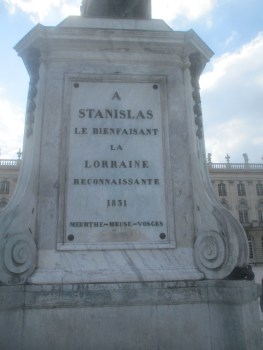 A
STANISLAS
LE BIENFAISANT
LA
LORRAINE
RECONNAISSANTE
1831
MEURTHE–MEUSE–VOSGES